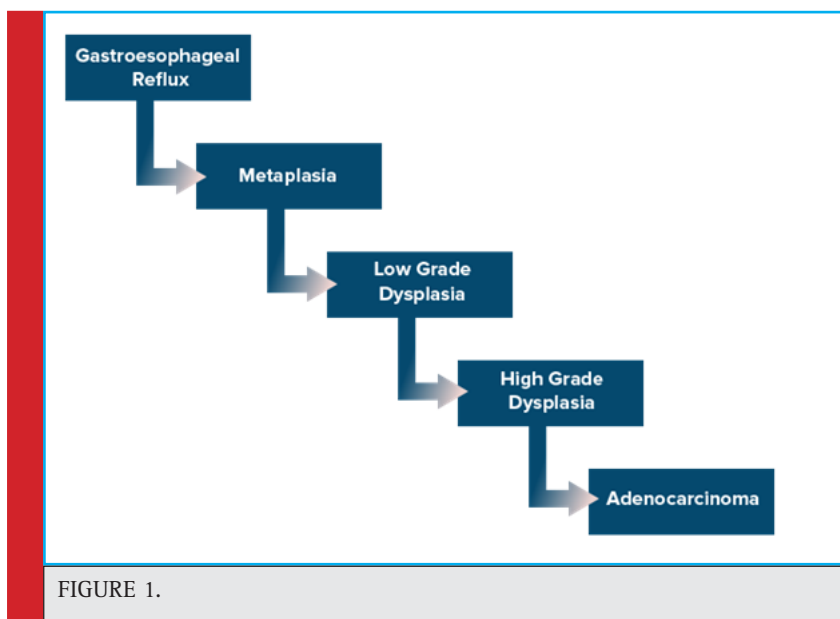 Gastroesophageal
Reflux
Metaplasia
Low Grade
Dysplasia
High Grade
Dysplasia
Adenocarcinoma
FIGURE 1.